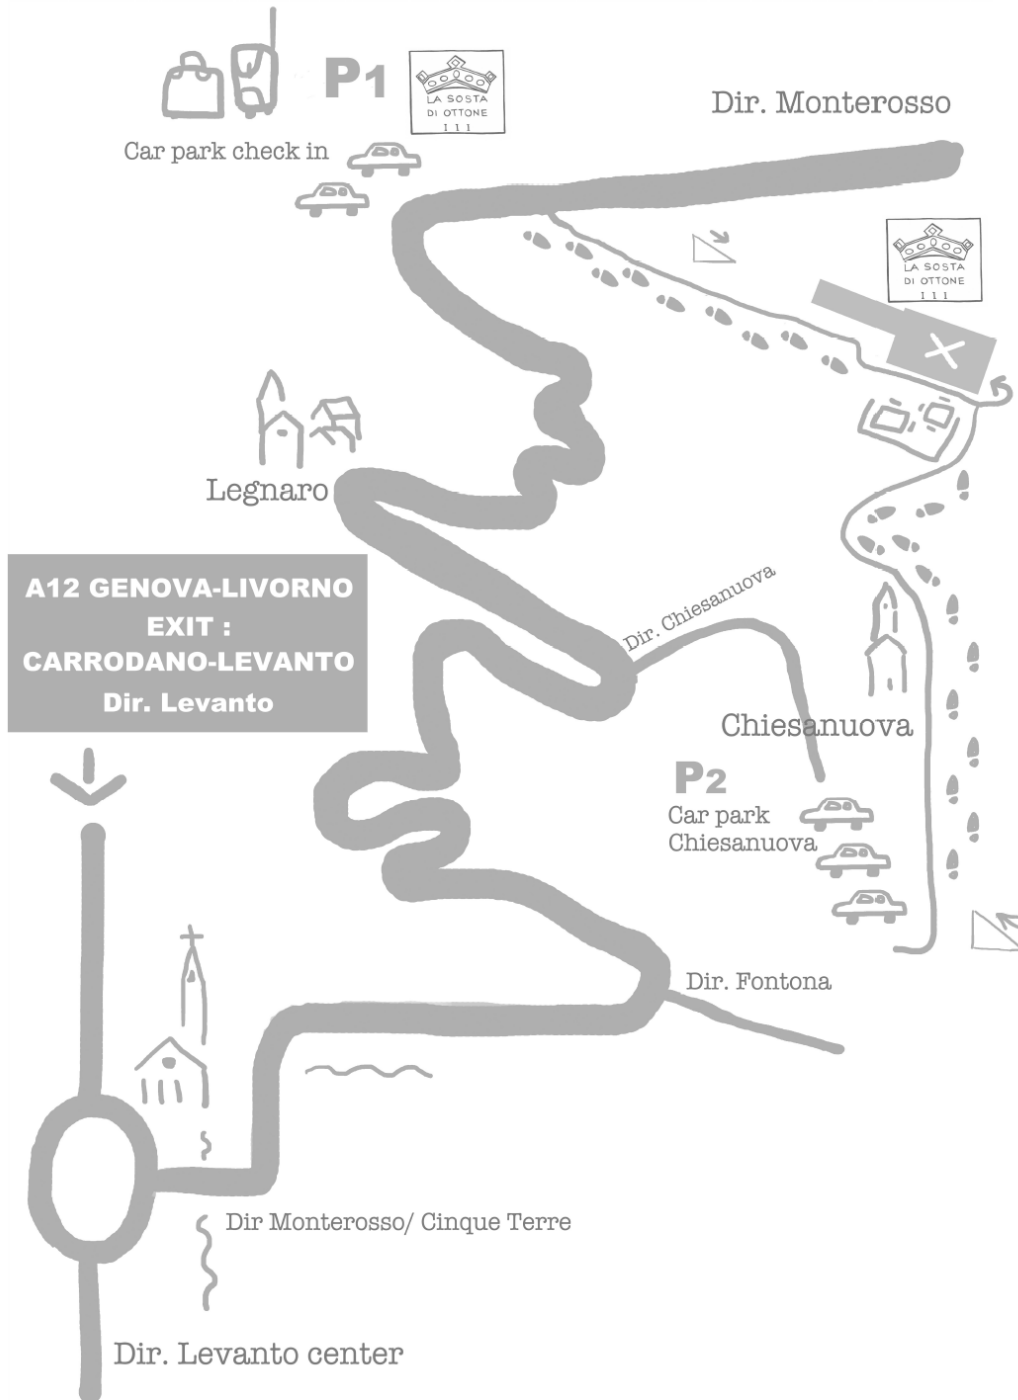 P1
LA SOSTA
DI OTTONE
III
Dir. Monterosso
Car park check in
LA SOSTA
DI OTTONE
III
Legnaro
A12 GENOVA-LIVORNO
EXIT :
CARRODANO-LEVANTO
Dir. Levanto
Dir. Chiesanuova
Chiesanuova
P2
Car park
Chiesanuova
Dir. Fontona
Dir Monterosso/ Cinque Terre
Dir. Levanto center